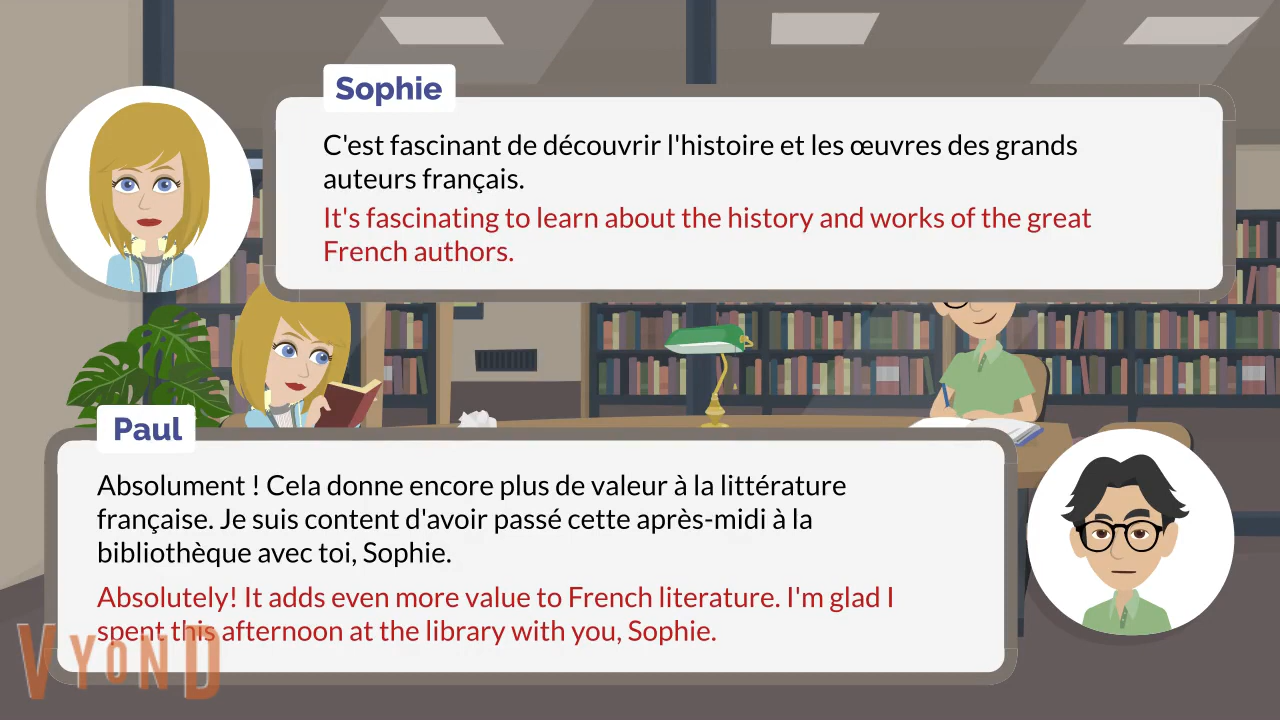 Sophie
C'est fascinant de découvrir l'histoire et les œuvres des grands
auteurs français.
It's fascinating to learn about the history and works of the great
French authors.
Paul
Absolument ! Cela donne encore plus de valeur à la littérature
française. Je suis content d'avoir passé cette après-midi à la
bibliothèque avec toi, Sophie.
Absolutely! It adds even more value to French literature. I'm glad I
spent this afternoon at the library with you, Sophie.
VYOND